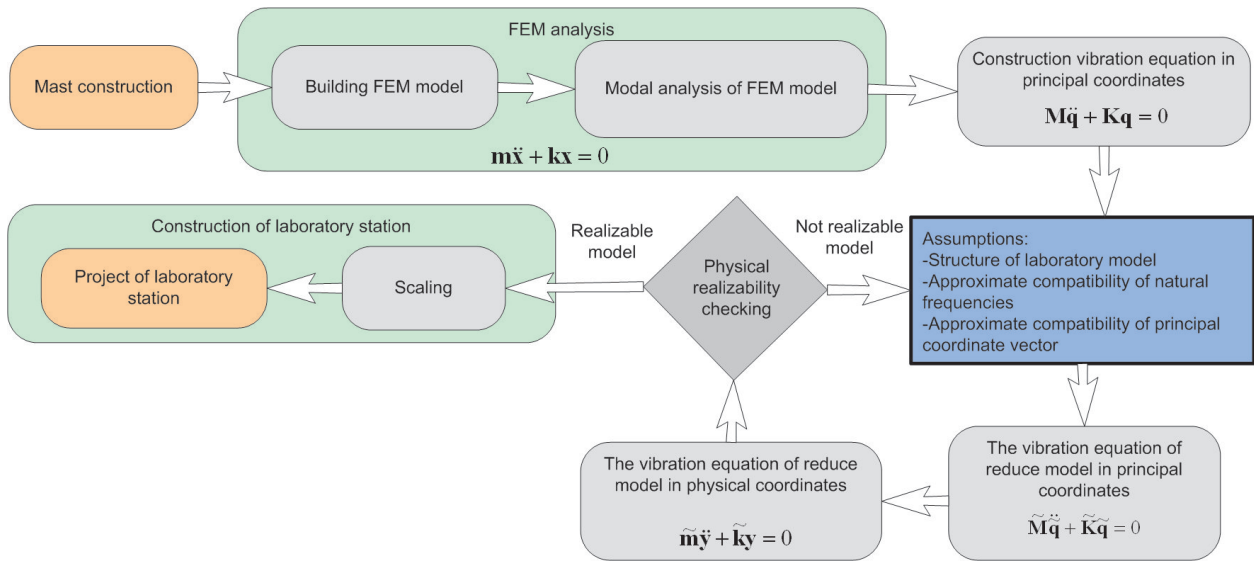 FEM analysis
Mast construction
Building FEM model
Modal analysis of FEM model
mẍ + kx = 0
Construction vibration equation in
principal coordinates
Mq̈ + Kq = 0
Construction of laboratory station
Project of laboratory
station
Scaling
Realizable
model
Physical
realizability
checking
Not realizable
model
Assumptions:
-Structure of laboratory model
-Approximate compatibility of natural
frequencies
-Approximate compatibility of principal
coordinate vector
The vibration equation of reduce
model in physical coordinates
m̃ÿ + k̃y = 0
The vibration equation of
reduce model in principal
coordinates
M̃q̃̈ + K̃q̃ = 0